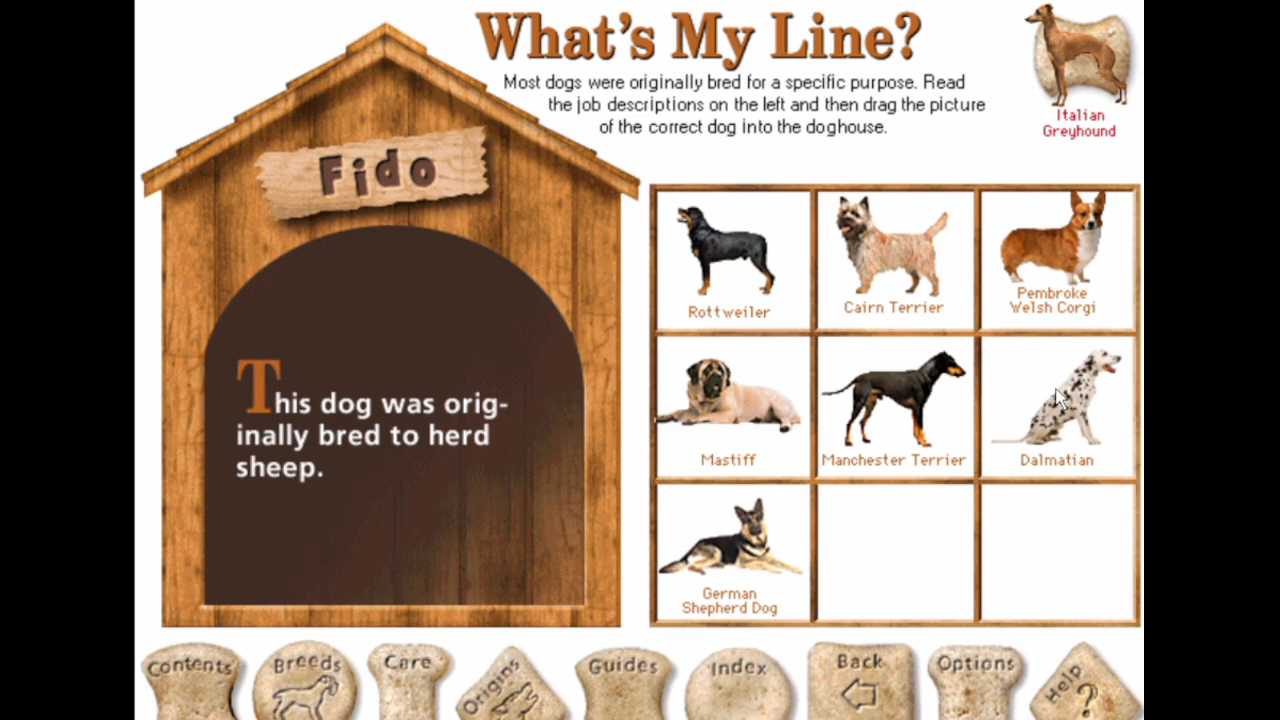 What's My Line?
Most dogs were originally bred for a specific purpose. Read
the job descriptions on the left and then drag the picture
of the correct dog into the doghouse.
Italian
Greyhound
Fido
This dog was orig-
inally bred to herd
sheep.
Rottweiler
Cairn Terrier
Pembroke
Welsh Corgi
Mastiff
Manchester Terrier
Dalmatian
German
Shepherd Dog
Contents
Breeds
Care
Origins
Guides
Index
Back
Options
Help
?